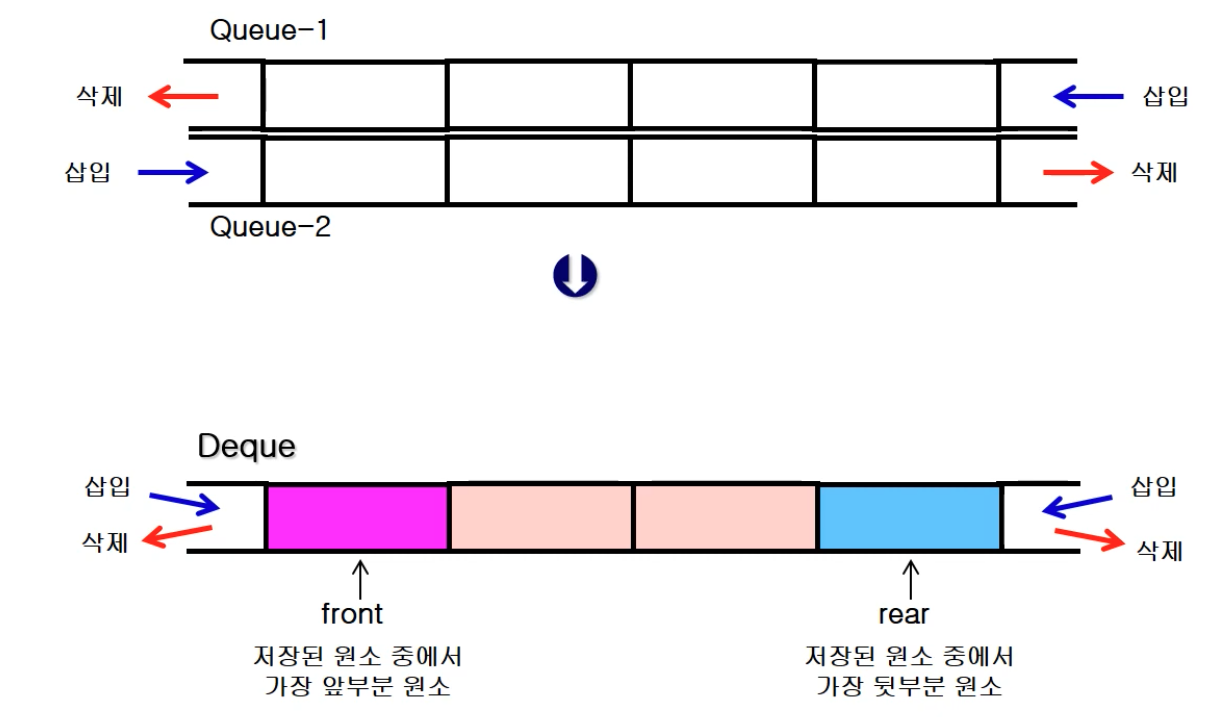 Queue-1
삭제
삽입
삽입
삭제
Queue-2
Deque
삽입
삽입
삭제
삭제
front
rear
저장된 원소 중에서
가장 앞부분 원소
저장된 원소 중에서
가장 뒷부분 원소